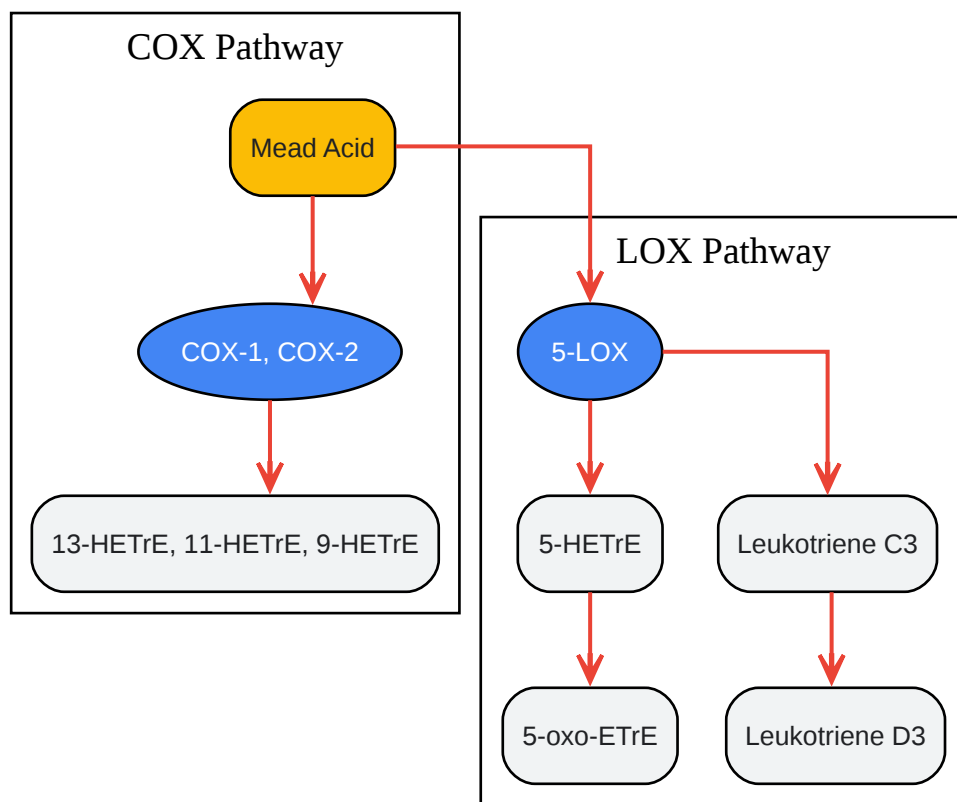 COX Pathway
Mead Acid
LOX Pathway
COX-1, COX-2
5-LOX
13-HETrE, 11-HETrE, 9-HETrE
5-HETrE
Leukotriene C3
5-oxo-ETrE
Leukotriene D3